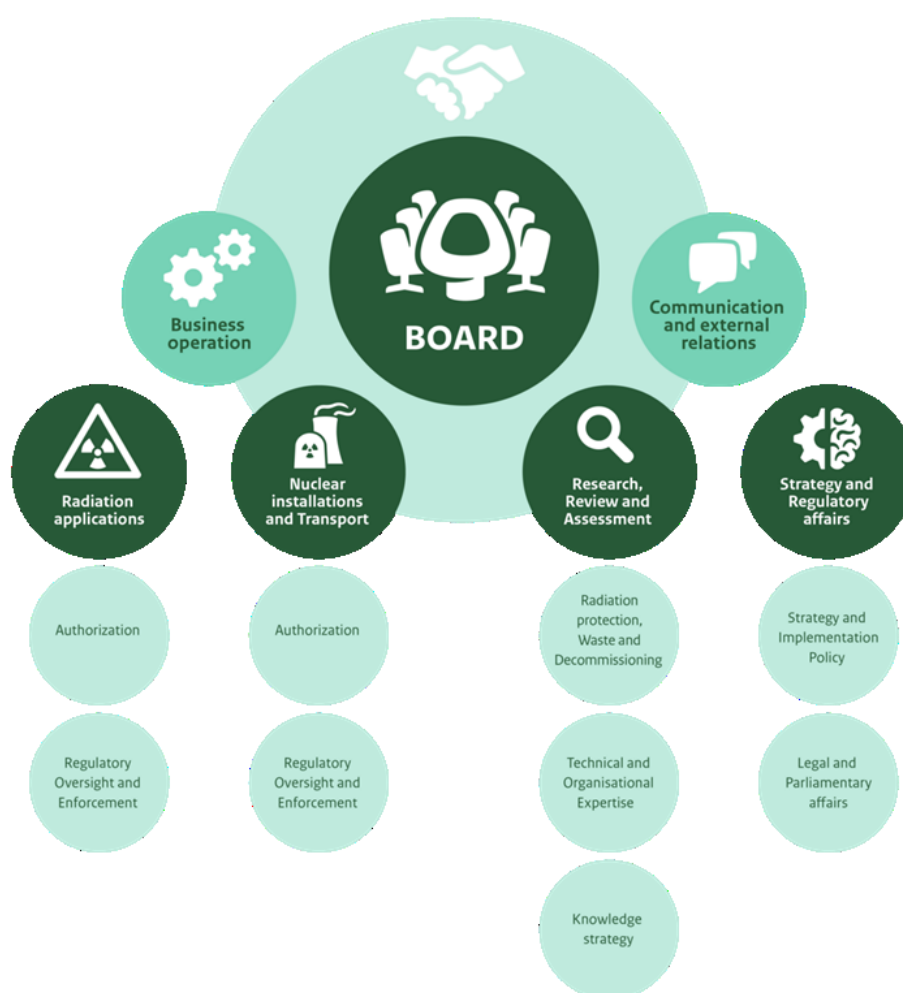 BOARD
Business
operation
Communication
and external
relations
Radiation
applications
Nuclear
installations
and Transport
Research,
Review and
Assessment
Strategy and
Regulatory
affairs
Authorization
Authorization
Radiation
protection,
Waste and
Decommissioning
Strategy and
Implementation
Policy
Regulatory
Oversight and
Enforcement
Regulatory
Oversight and
Enforcement
Technical and
Organisational
Expertise
Legal and
Parliamentary
affairs
Knowledge
strategy